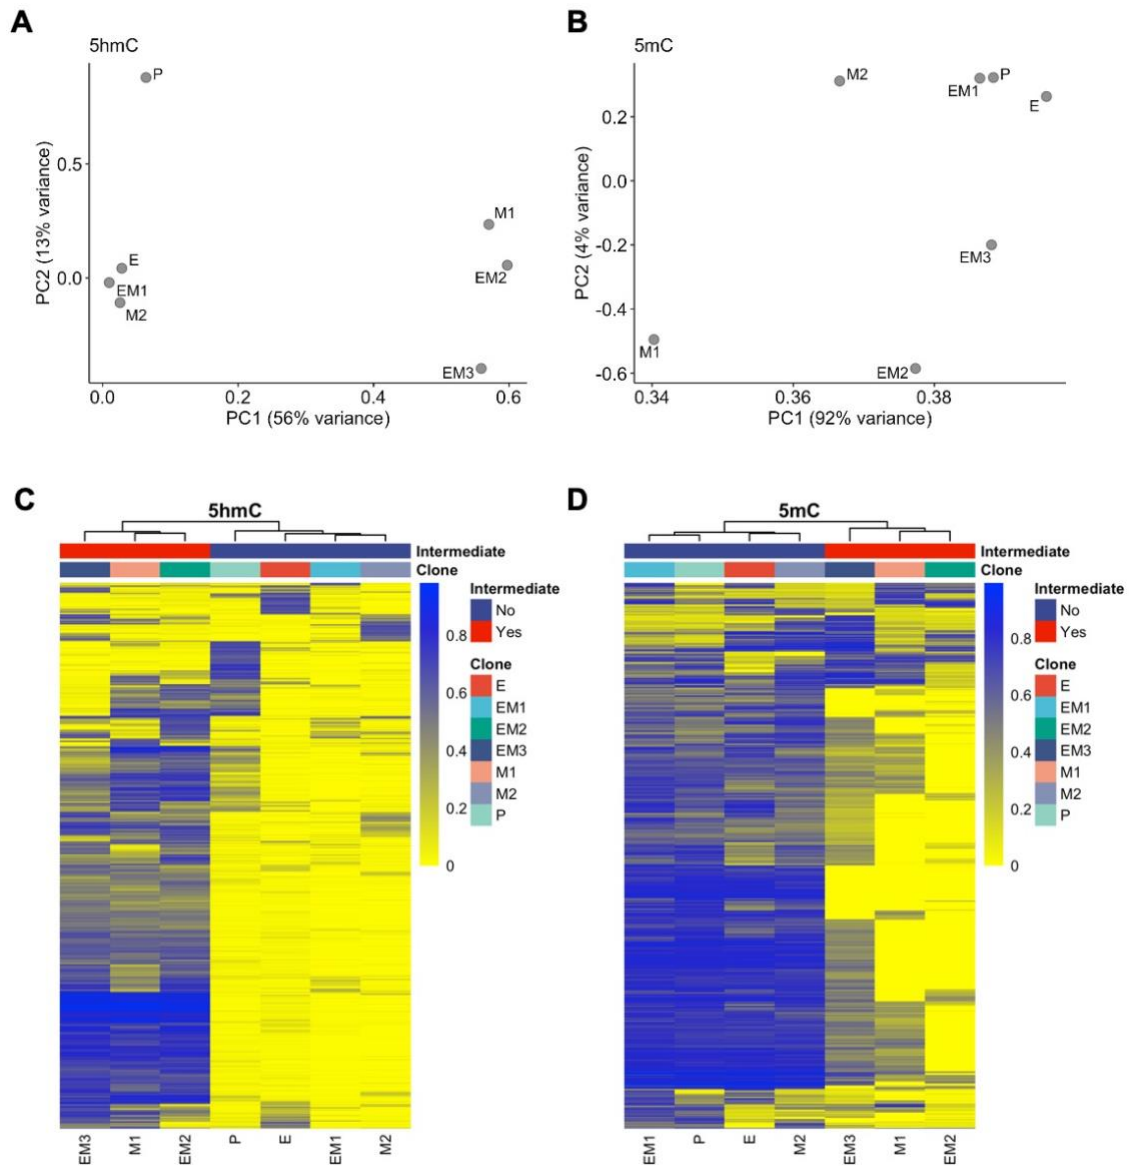 A
5hmC
P
0.5
0.0
PC2 (13% variance)
E
EM1
M2
M1
EM2
EM3
0.0
0.2
0.4
0.6
PC1 (56% variance)
B
5mC
M2
EM1
P
E
0.2
0.0
-0.2
-0.4
-0.6
PC2 (4% variance)
EM3
M1
EM2
0.34
0.36
0.38
PC1 (92% variance)
C
5hmC
Intermediate
Clone
Intermediate
No
Yes
Clone
E
EM1
EM2
EM3
M1
M2
P
0.8
0.6
0.4
0.2
0
EM3
M1
EM2
P
E
EM1
M2
D
5mC
Intermediate
Clone
Intermediate
No
Yes
Clone
E
EM1
EM2
EM3
M1
M2
P
0.8
0.6
0.4
0.2
0
EM1
P
E
M2
EM3
M1
EM2